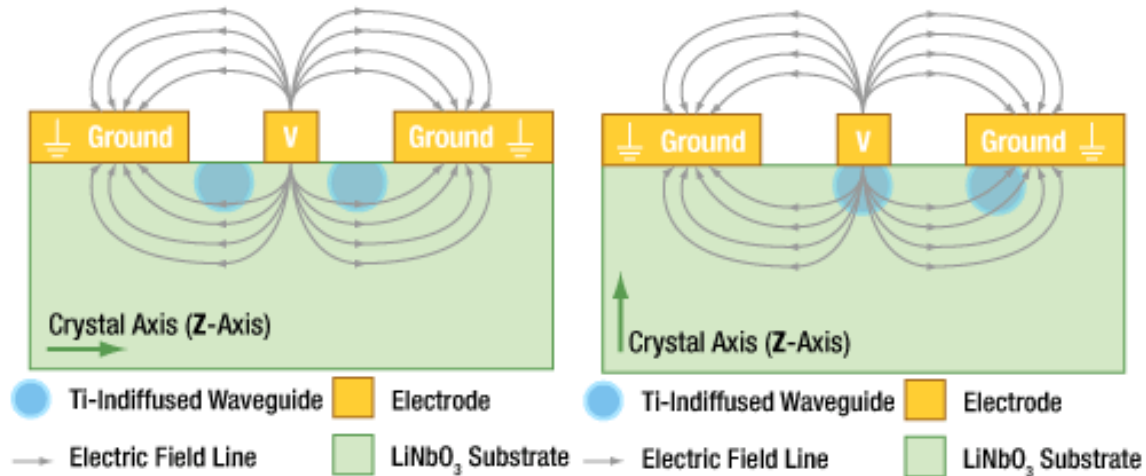 Ground V Ground
Crystal Axis (Z-Axis)
Ti-Indiffused Waveguide Electrode
Electric Field Line LiNbO₃ Substrate
Ground V Ground
Crystal Axis (Z-Axis)
Ti-Indiffused Waveguide Electrode
Electric Field Line LiNbO₃ Substrate